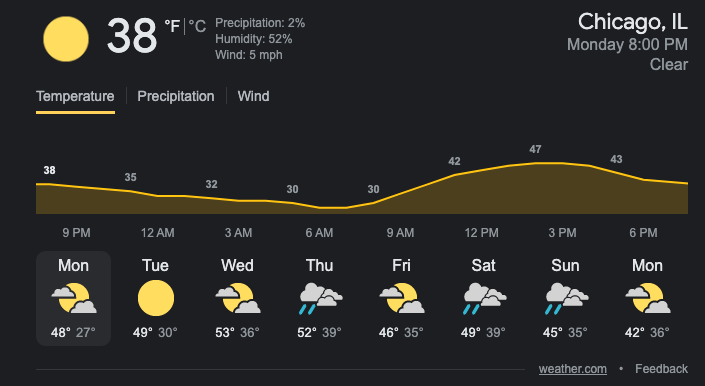 38 °F | °C
Precipitation: 2%
Humidity: 52%
Wind: 5 mph
Chicago, IL
Monday 8:00 PM
Clear
Temperature | Precipitation | Wind
38 35 32 30 30 42 47 43
9 PM 12 AM 3 AM 6 AM 9 AM 12 PM 3 PM 6 PM
Mon Tue Wed Thu Fri Sat Sun Mon
48° 27° 49° 30° 53° 36° 52° 39° 46° 35° 49° 39° 45° 35° 42° 36°
weather.com • Feedback